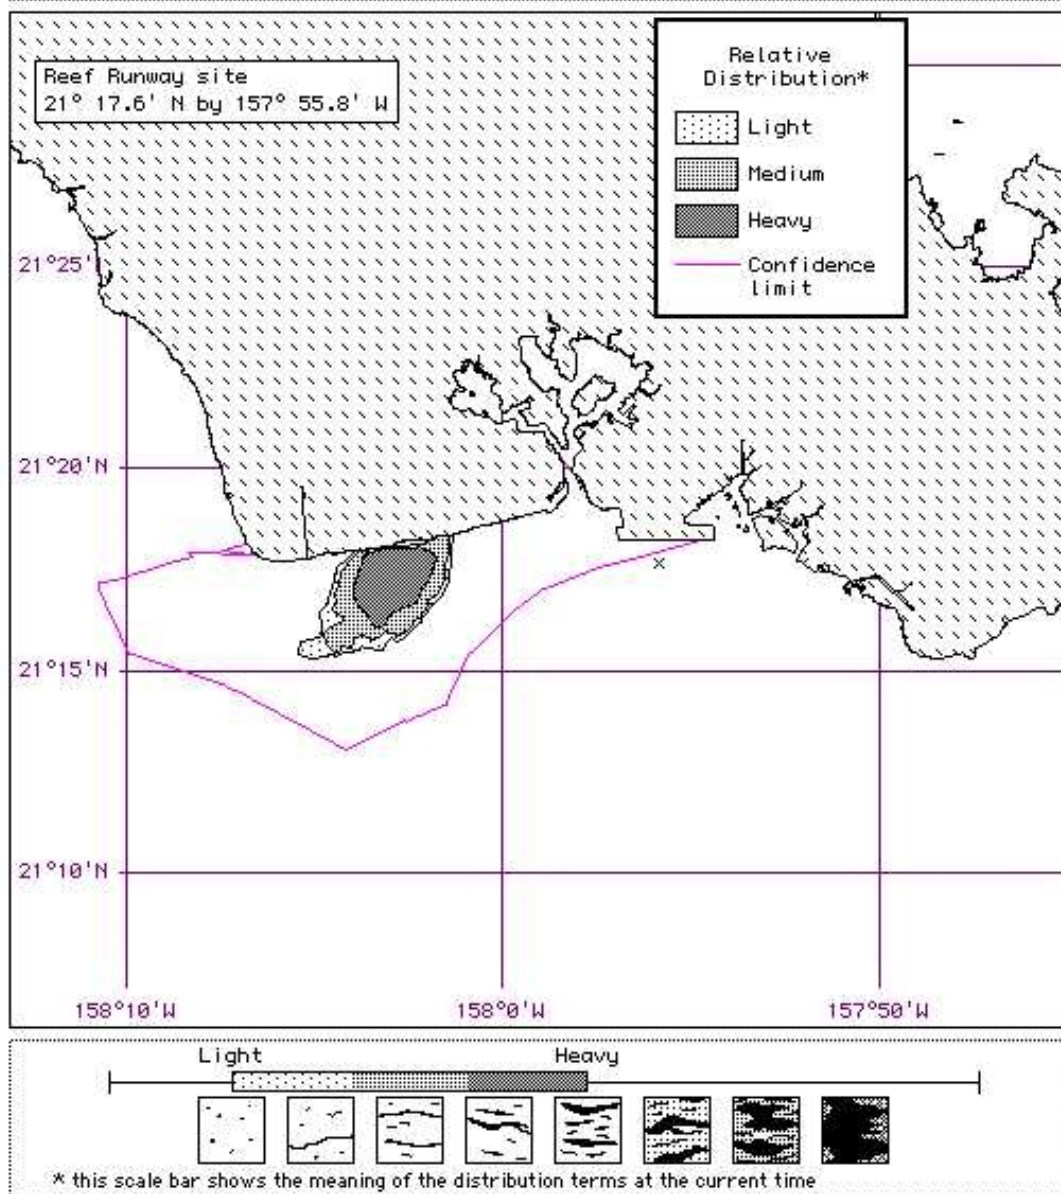 Reef Runway site
21° 17.6' N by 157° 55.8' W
Relative
Distribution*
Light
Medium
Heavy
Confidence
limit
21°25'
21°20'N
21°15'N
21°10'N
158°10'W
158°0'W
157°50'W
Light
Heavy
* this scale bar shows the meaning of the distribution terms at the current time